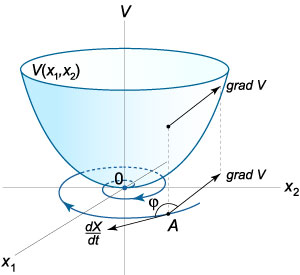 V
V(x₁,x₂)
grad V
grad V
0
φ
x₂
A
dX
dt
x₁